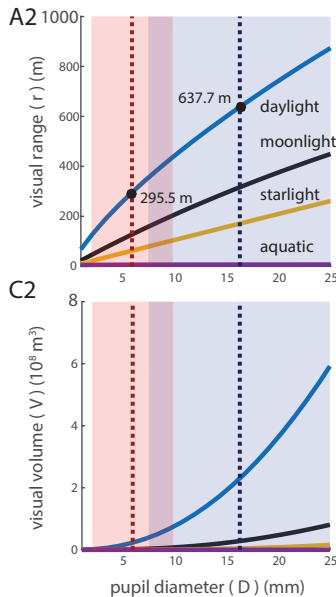 A2
visual range ( r ) (m)
1000
800
600
400
200
0
637.7 m
295.5 m
daylight
moonlight
starlight
aquatic
5 10 15 20 25
C2
visual volume ( V ) (10⁸ m³)
8
6
4
2
0
5 10 15 20 25
pupil diameter ( D ) (mm)